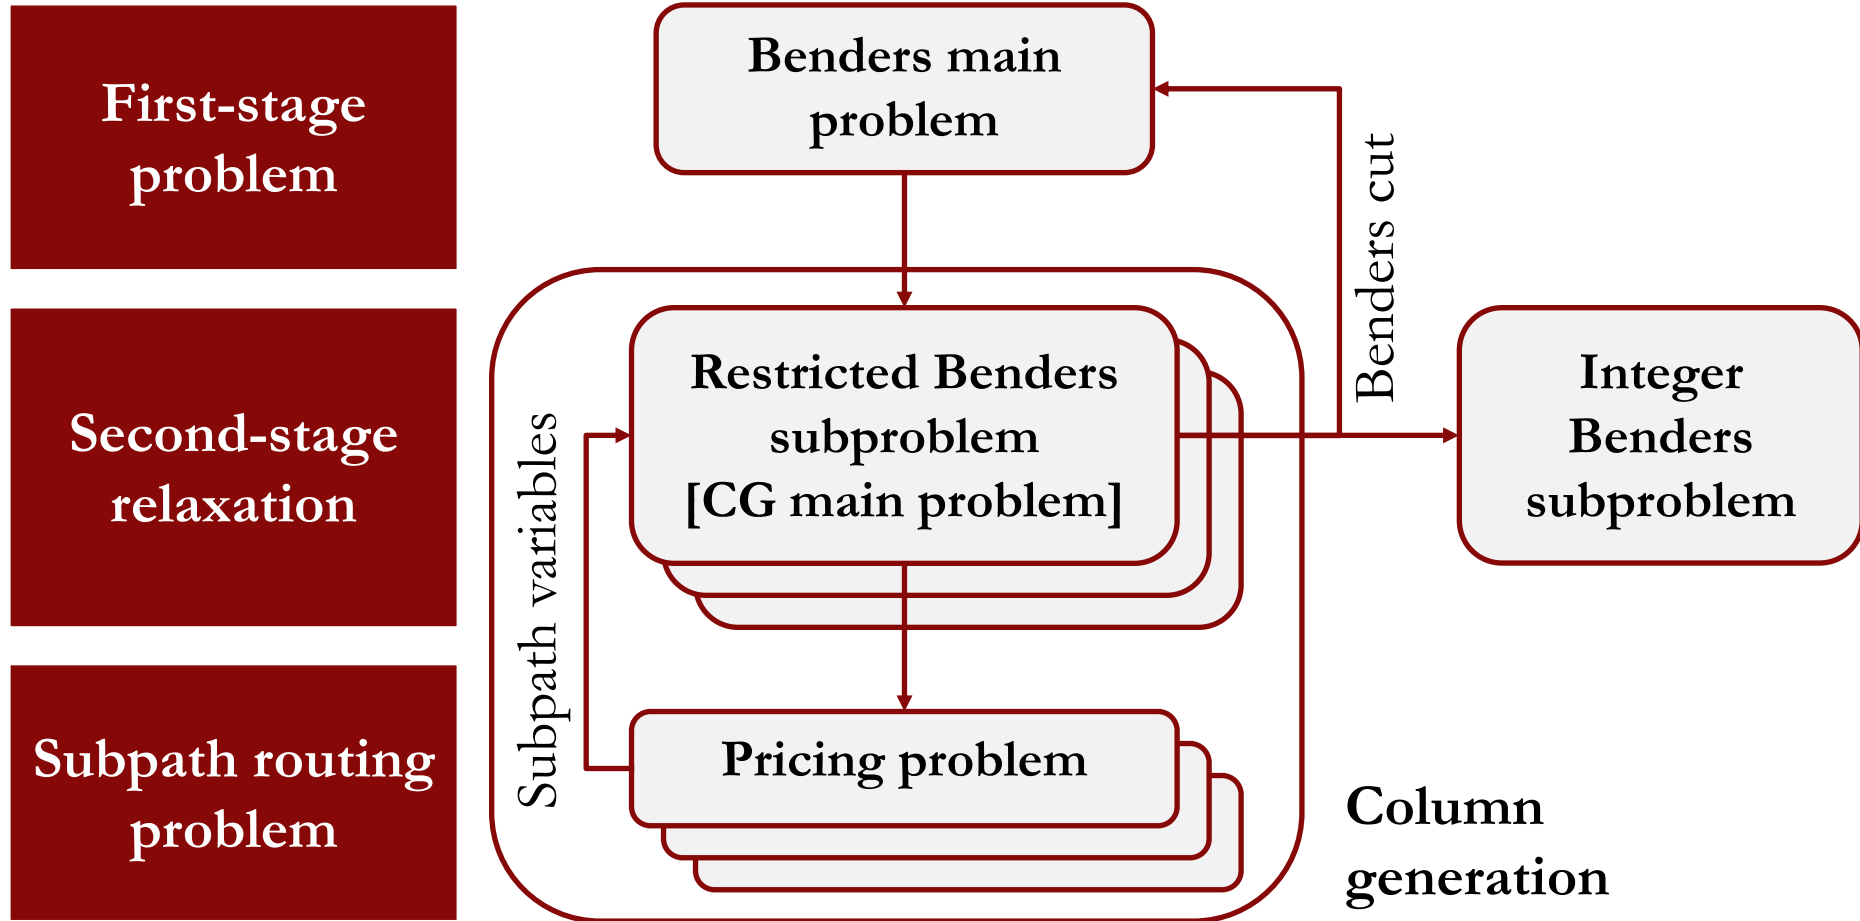 First-stage
problem
Benders main
problem
Benders cut
Second-stage
relaxation
Subpath variables
Restricted Benders
subproblem
[CG main problem]
Integer
Benders
subproblem
Subpath routing
problem
Pricing problem
Column
generation